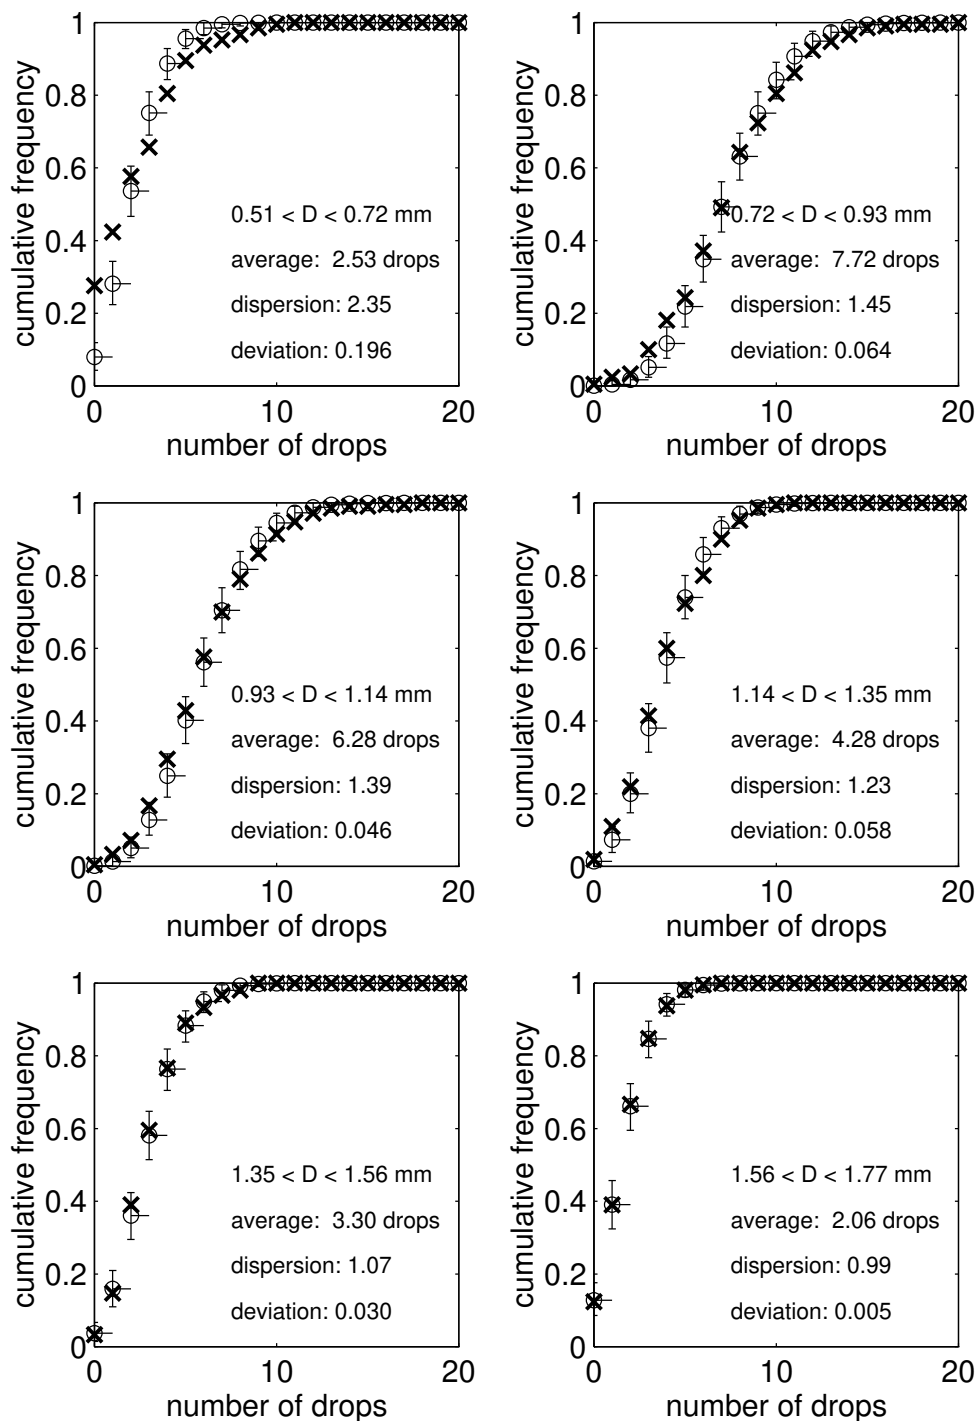 1
0.8
0.6
0.4
0.2
0
cumulative frequency
0.51 < D < 0.72 mm
average: 2.53 drops
dispersion: 2.35
deviation: 0.196
0 10 20
number of drops
1
0.8
0.6
0.4
0.2
0
cumulative frequency
0.72 < D < 0.93 mm
average: 7.72 drops
dispersion: 1.45
deviation: 0.064
0 10 20
number of drops
1
0.8
0.6
0.4
0.2
0
cumulative frequency
0.93 < D < 1.14 mm
average: 6.28 drops
dispersion: 1.39
deviation: 0.046
0 10 20
number of drops
1
0.8
0.6
0.4
0.2
0
cumulative frequency
1.14 < D < 1.35 mm
average: 4.28 drops
dispersion: 1.23
deviation: 0.058
0 10 20
number of drops
1
0.8
0.6
0.4
0.2
0
cumulative frequency
1.35 < D < 1.56 mm
average: 3.30 drops
dispersion: 1.07
deviation: 0.030
0 10 20
number of drops
1
0.8
0.6
0.4
0.2
0
cumulative frequency
1.56 < D < 1.77 mm
average: 2.06 drops
dispersion: 0.99
deviation: 0.005
0 10 20
number of drops